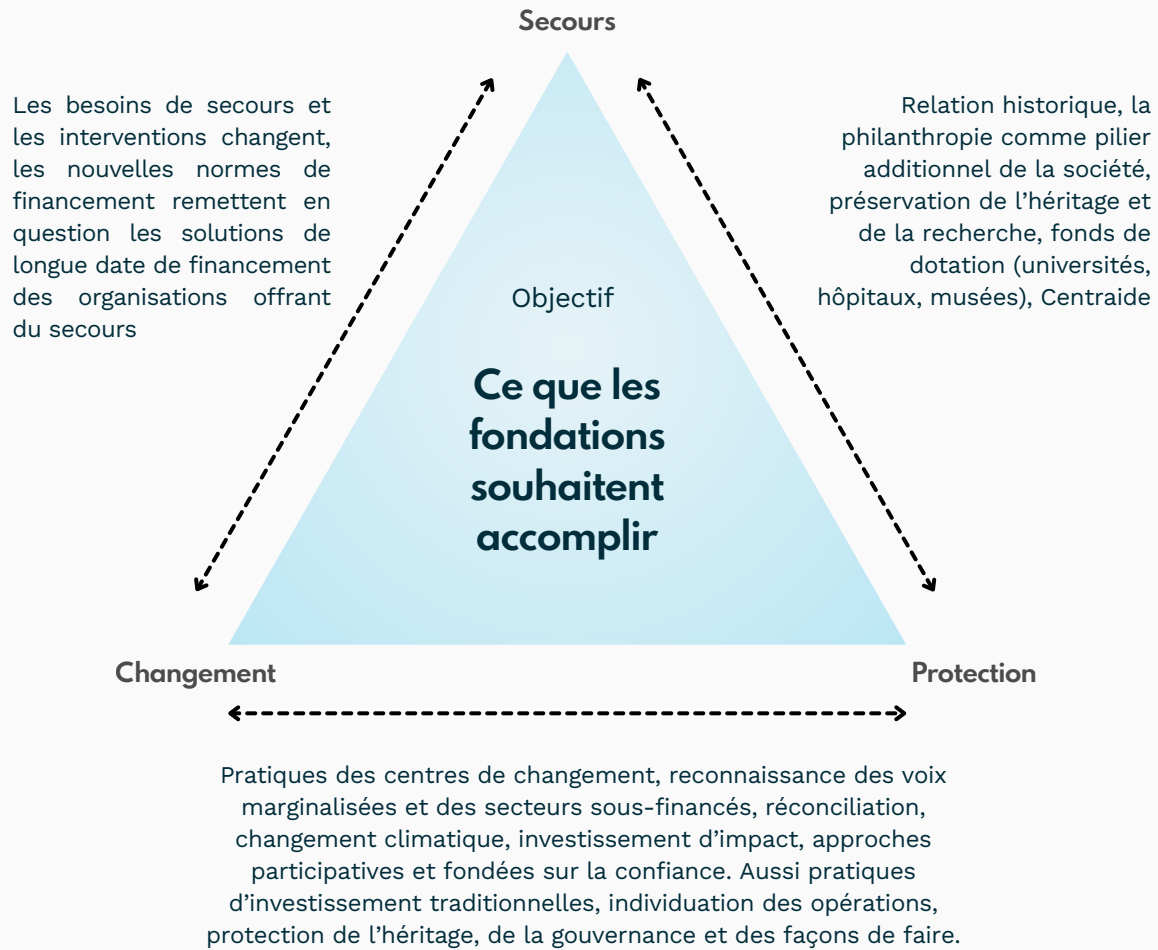 Secours
Les besoins de secours et
les interventions changent,
les nouvelles normes de
financement remettent en
question les solutions de
longue date de financement
des organisations offrant
du secours
Relation historique, la
philanthropie comme pilier
additionnel de la société,
préservation de l’héritage et
de la recherche, fonds de
dotation (universités,
hôpitaux, musées), Centraide
Objectif
Ce que les
fondations
souhaitent
accomplir
Changement
Protection
Pratiques des centres de changement, reconnaissance des voix
marginalisées et des secteurs sous-financés, réconciliation,
changement climatique, investissement d’impact, approches
participatives et fondées sur la confiance. Aussi pratiques
d’investissement traditionnelles, individuation des opérations,
protection de l’héritage, de la gouvernance et des façons de faire.